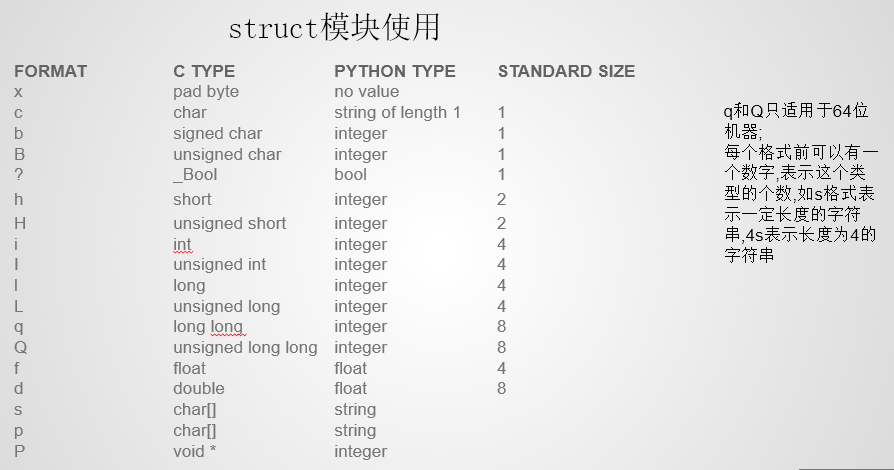 struct模块使用
FORMAT C TYPE PYTHON TYPE STANDARD SIZE
x pad byte no value
c char string of length 1 1
b signed char integer 1
B unsigned char integer 1
? _Bool bool 1
h short integer 2
H unsigned short integer 2
i int integer 4
I unsigned int integer 4
l long integer 4
L unsigned long integer 4
q long long integer 8
Q unsigned long long integer 8
f float float 4
d double float 8
s char[] string
p char[] string
P void * integer
q和Q只适用于64位
机器;
每个格式前可以有一
个数字,表示这个类
型的个数,如s格式表
示一定长度的字符
串,4s表示长度为4的
字符串